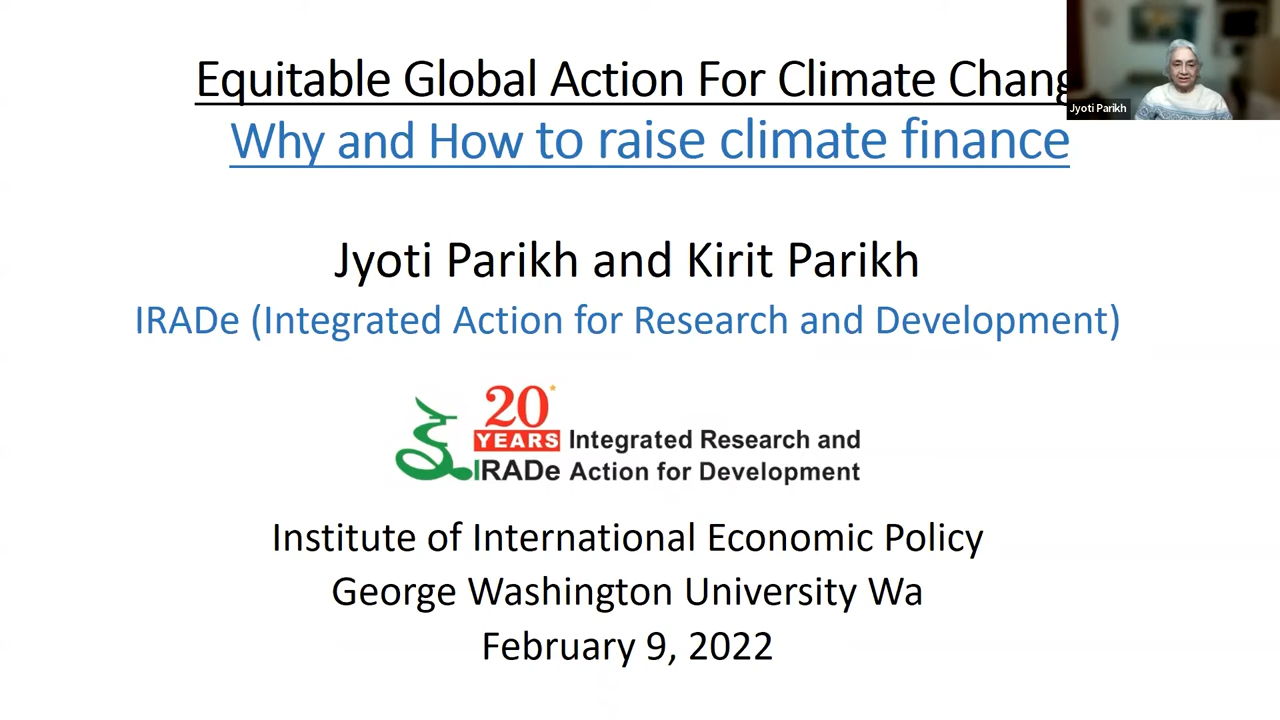 Equitable Global Action For Climate Chang
Why and How to raise climate finance
Jyoti Parikh
Jyoti Parikh and Kirit Parikh
IRADe (Integrated Action for Research and Development)
20
YEARS Integrated Research and
IRADe Action for Development
Institute of International Economic Policy
George Washington University Wa
February 9, 2022